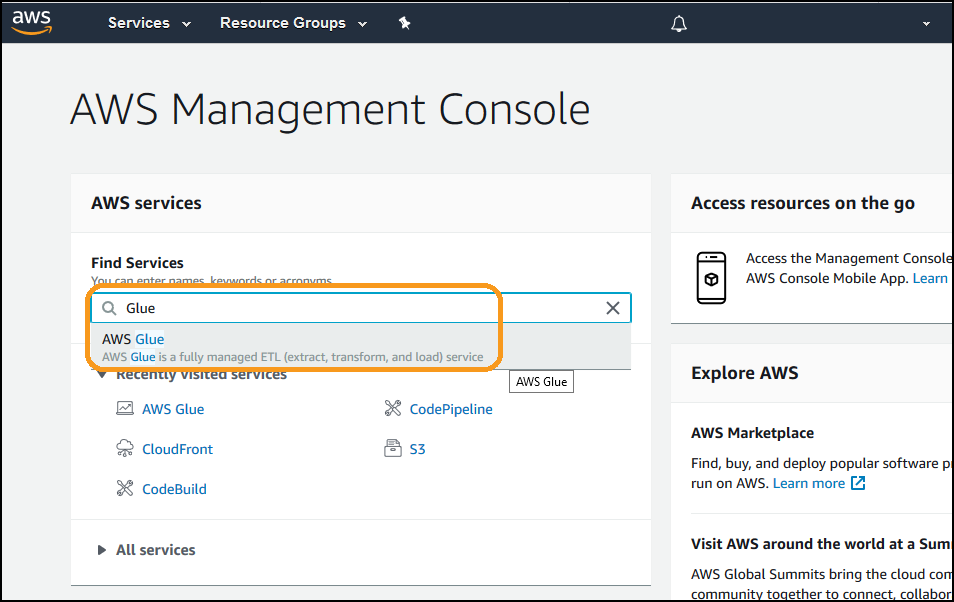 aws
Services
Resource Groups
AWS Management Console
AWS services
Find Services
You can enter names, keywords or acronyms.
Glue
AWS Glue
AWS Glue is a fully managed ETL (extract, transform, and load) service
AWS Glue
Recently visited services
AWS Glue
CodePipeline
CloudFront
S3
CodeBuild
All services
Access resources on the go
Access the Management Console
AWS Console Mobile App. Learn
Explore AWS
AWS Marketplace
Find, buy, and deploy popular software p
run on AWS. Learn more
Visit AWS around the world at a Sum
AWS Global Summits bring the cloud com
community together to connect, collabor